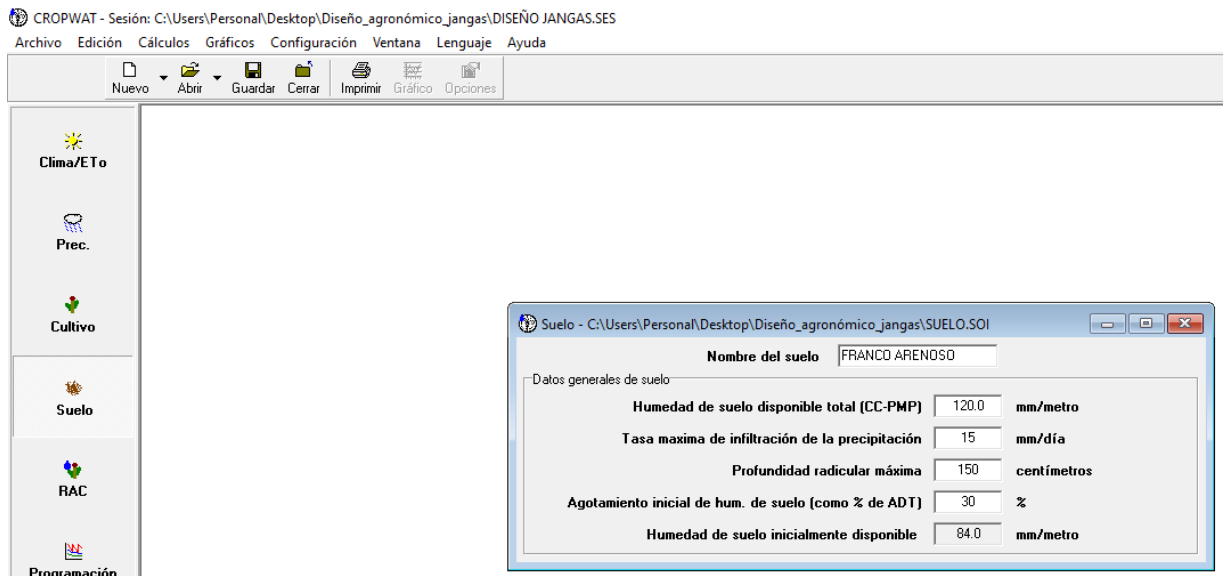 CROPWAT - Sesión: C:\Users\Personal\Desktop\Diseño_agronómico_jangas\DISEÑO JANGAS.SES
Archivo Edición Cálculos Gráficos Configuración Ventana Lenguaje Ayuda
Nuevo Abrir Guardar Cerrar Imprimir Gráfico Opciones
Clima/ETo
Prec.
Cultivo
Suelo
RAC
Programación
Suelo - C:\Users\Personal\Desktop\Diseño_agronómico_jangas\SUELO.SOI
Nombre del suelo FRANCO ARENOSO
Datos generales de suelo
Humedad de suelo disponible total (CC-PMP) 120.0 mm/metro
Tasa maxima de infiltración de la precipitación 15 mm/día
Profundidad radicular máxima 150 centímetros
Agotamiento inicial de hum. de suelo (como % de ADT) 30 %
Humedad de suelo inicialmente disponible 84.0 mm/metro